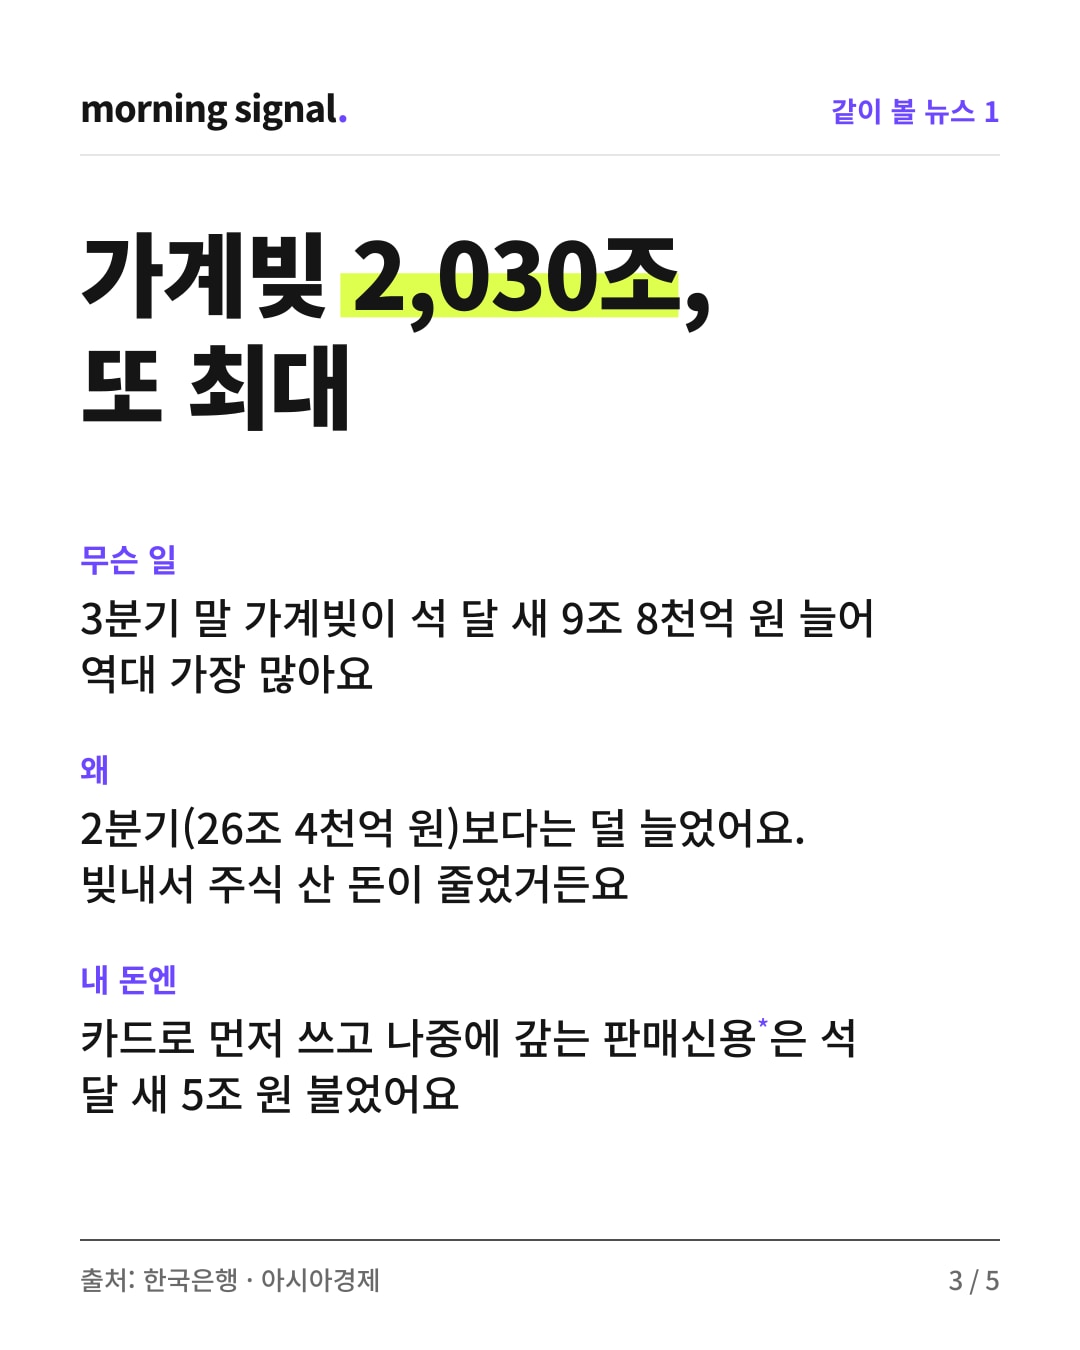 morning signal.
같이 볼 뉴스 1
가계빚 2,030조,
또 최대
무슨 일
3분기 말 가계빚이 석 달 새 9조 8천억 원 늘어
역대 가장 많아요
왜
2분기(26조 4천억 원)보다는 덜 늘었어요.
빚내서 주식 산 돈이 줄었거든요
내 돈엔
카드로 먼저 쓰고 나중에 갚는 판매신용*은 석
달 새 5조 원 불었어요
출처: 한국은행 · 아시아경제
3 / 5